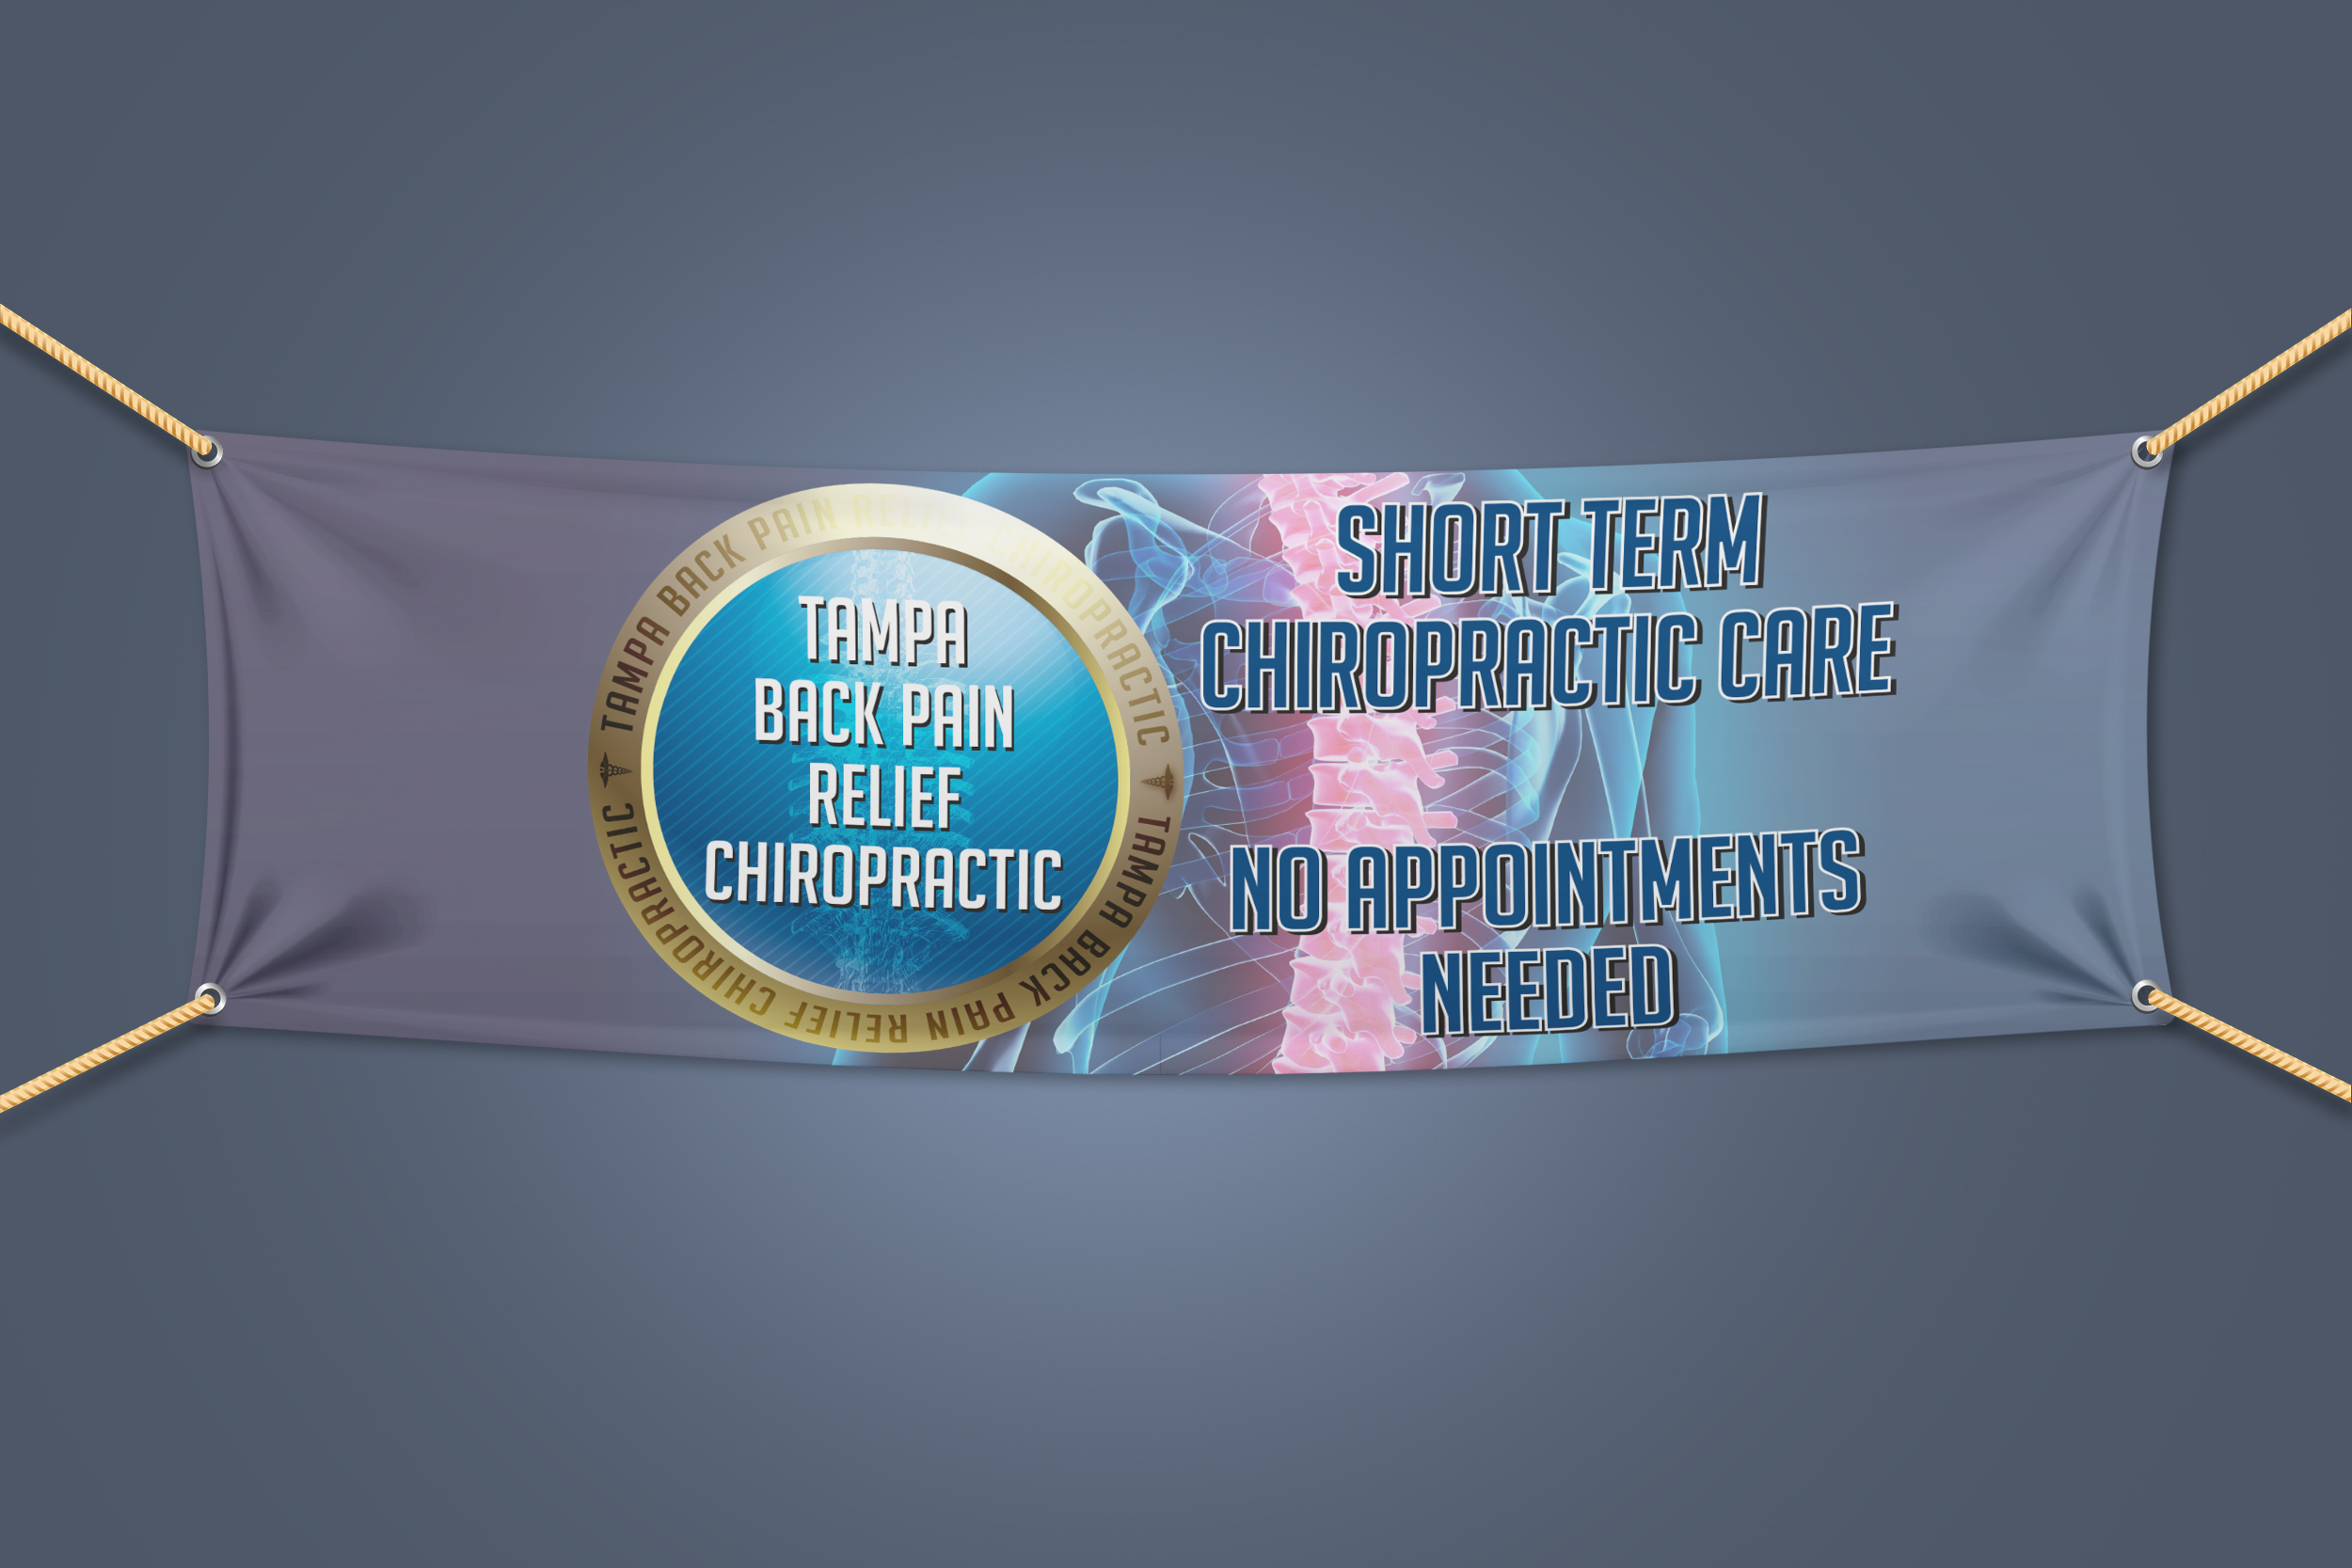 TAMPA BACK PAIN RELIEF CHIROPRACTIC
TAMPA BACK PAIN RELIEF CHIROPRACTIC
TAMPA
BACK PAIN
RELIEF
CHIROPRACTIC
SHORT TERM
CHIROPRACTIC CARE
NO APPOINTMENTS
NEEDED